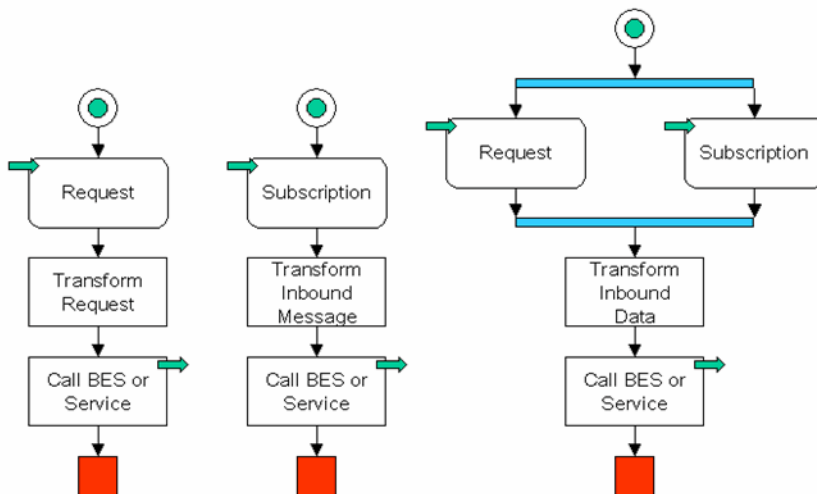 Request
Transform
Request
Call BES or
Service
Subscription
Transform
Inbound
Message
Call BES or
Service
Request
Subscription
Transform
Inbound
Data
Call BES or
Service